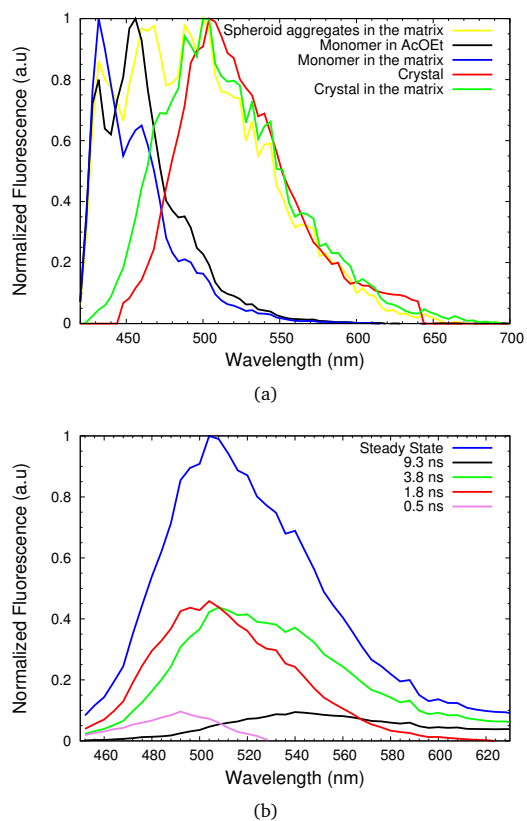 Normalized Fluorescence (a.u)
1
0.8
0.6
0.4
0.2
0
Spheroid aggregates in the matrix
Monomer in AcOEt
Monomer in the matrix
Crystal
Crystal in the matrix
450 500 550 600 650 700
Wavelength (nm)
(a)
Normalized Fluorescence (a.u)
1
0.8
0.6
0.4
0.2
0
Steady State
9.3 ns
3.8 ns
1.8 ns
0.5 ns
460 480 500 520 540 560 580 600 620
Wavelength (nm)
(b)